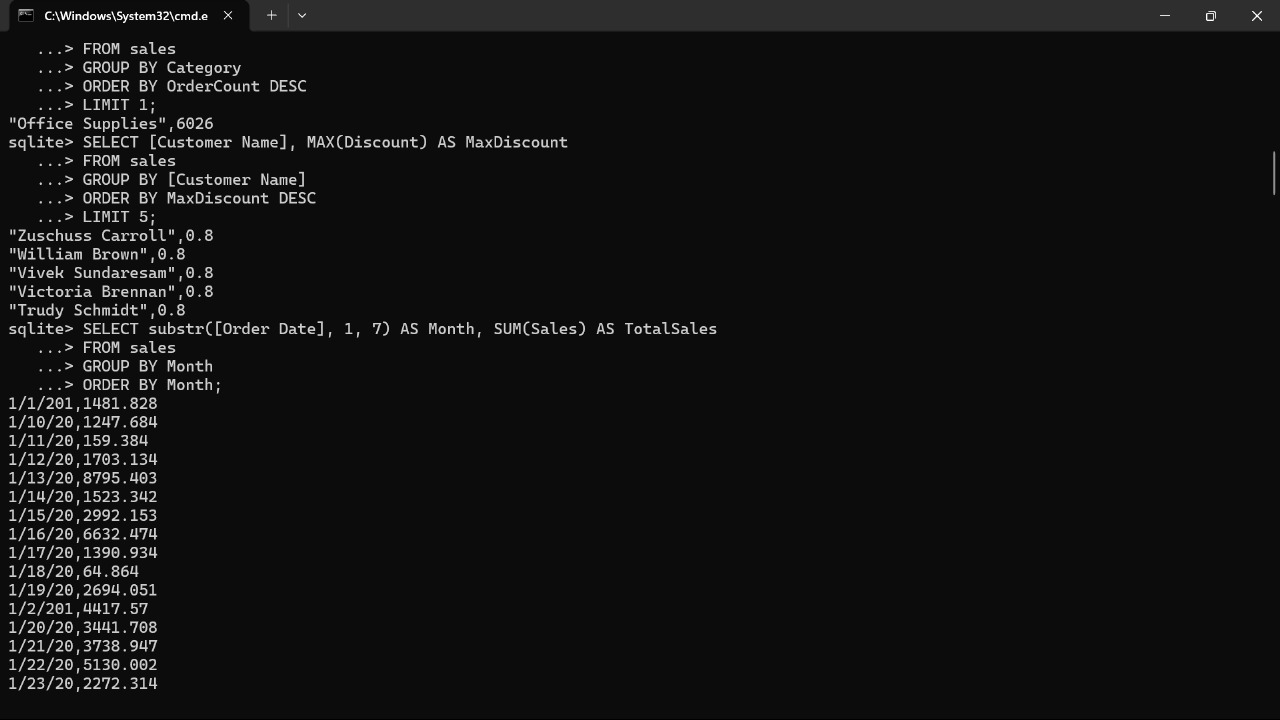 C:\Windows\System32\cmd.e
...> FROM sales
...> GROUP BY Category
...> ORDER BY OrderCount DESC
...> LIMIT 1;
"Office Supplies",6026
sqlite> SELECT [Customer Name], MAX(Discount) AS MaxDiscount
...> FROM sales
...> GROUP BY [Customer Name]
...> ORDER BY MaxDiscount DESC
...> LIMIT 5;
"Zuschuss Carroll",0.8
"William Brown",0.8
"Vivek Sundaresam",0.8
"Victoria Brennan",0.8
"Trudy Schmidt",0.8
sqlite> SELECT substr([Order Date], 1, 7) AS Month, SUM(Sales) AS TotalSales
...> FROM sales
...> GROUP BY Month
...> ORDER BY Month;
1/1/201,1481.828
1/10/20,1247.684
1/11/20,159.384
1/12/20,1703.134
1/13/20,8795.403
1/14/20,1523.342
1/15/20,2992.153
1/16/20,6632.474
1/17/20,1390.934
1/18/20,64.864
1/19/20,2694.051
1/2/201,4417.57
1/20/20,3441.708
1/21/20,3738.947
1/22/20,5130.002
1/23/20,2272.314